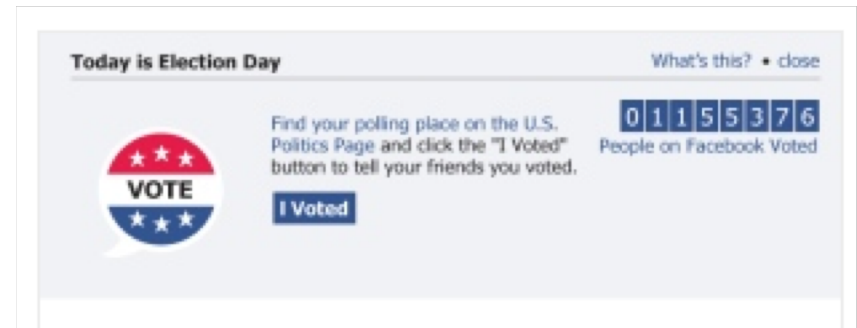 Today is Election Day
What's this? • close
Find your polling place on the U.S.
Politics Page and click the "I Voted"
button to tell your friends you voted.
I Voted
VOTE
01155376
People on Facebook Voted